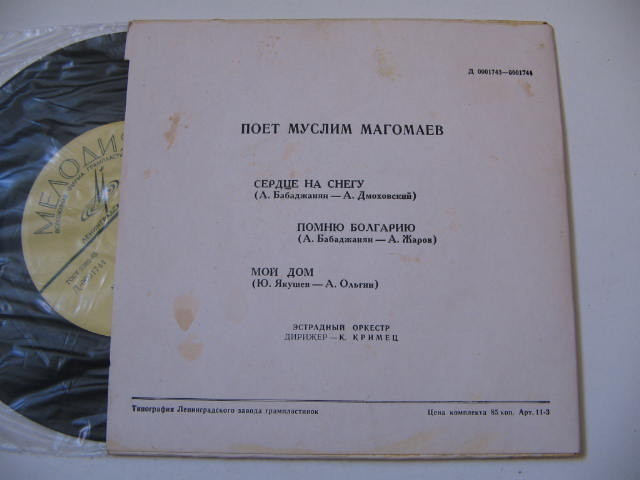 Д 0001743—0001744
ПОЕТ МУСЛИМ МАГОМАЕВ
СЕРДЦЕ НА СНЕГУ
(А. Бабаджанян — А. Дмоховский)
ПОМНЮ БОЛГАРИЮ
(А. Бабаджанян — А. Жаров)
МОЙ ДОМ
(Ю. Якушев — А. Ольгин)
ЭСТРАДНЫЙ ОРКЕСТР
ДИРИЖЕР — К. КРИМЕЦ
Типография Ленинградского завода грампластинок
Цена комплекта 85 коп. Арт. 11-3
МЕЛОДИЯ